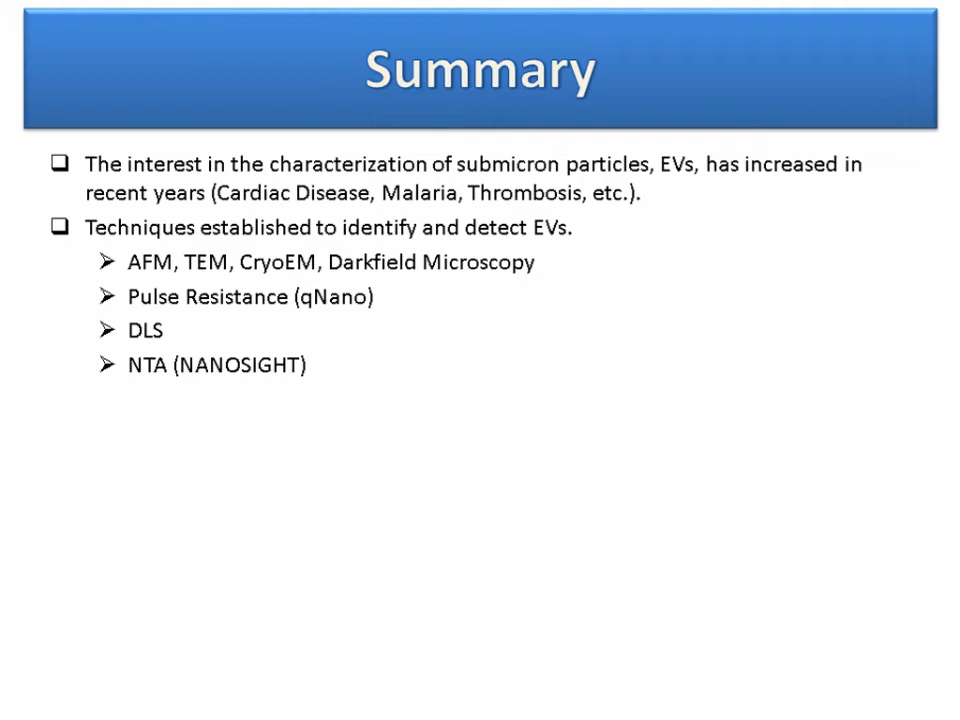 Summary
The interest in the characterization of submicron particles, EVs, has increased in
recent years (Cardiac Disease, Malaria, Thrombosis, etc.).
Techniques established to identify and detect EVs.
AFM, TEM, CryoEM, Darkfield Microscopy
Pulse Resistance (qNano)
DLS
NTA (NANOSIGHT)